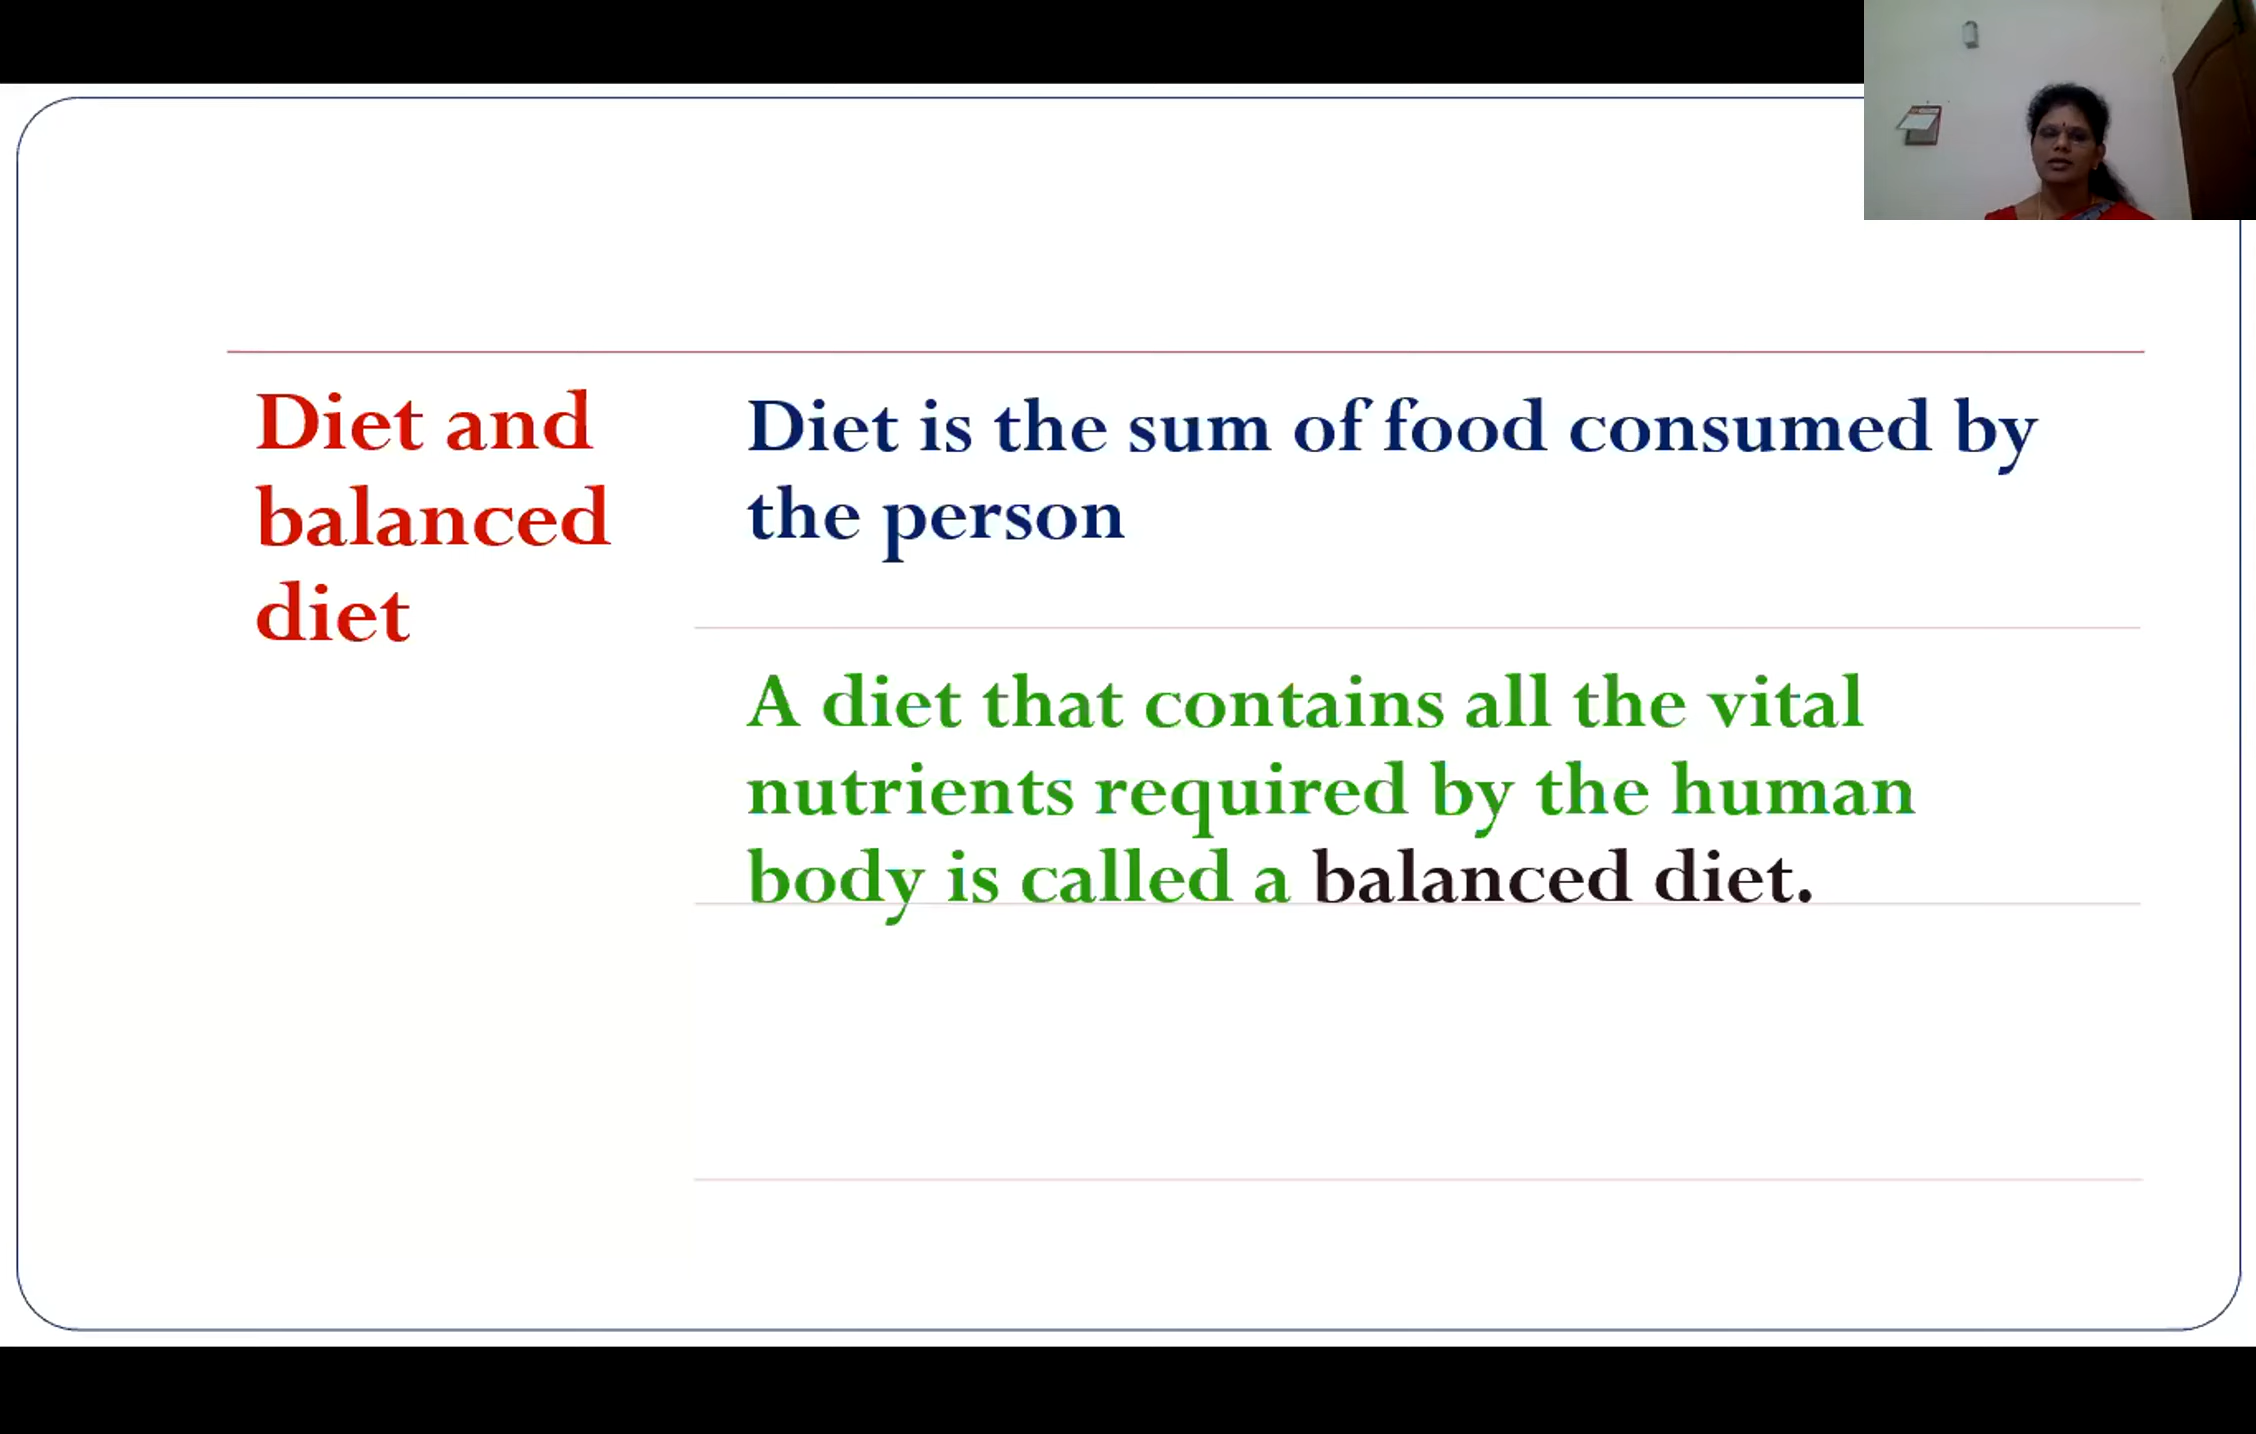 Diet and
balanced
diet
Diet is the sum of food consumed by
the person
A diet that contains all the vital
nutrients required by the human
body is called a balanced diet.